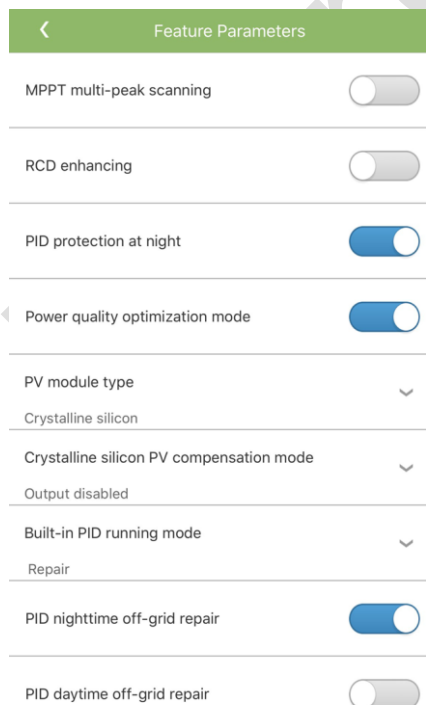 Feature Parameters
MPPT multi-peak scanning
RCD enhancing
PID protection at night
Power quality optimization mode
PV module type
Crystalline silicon
Crystalline silicon PV compensation mode
Output disabled
Built-in PID running mode
Repair
PID nighttime off-grid repair
PID daytime off-grid repair